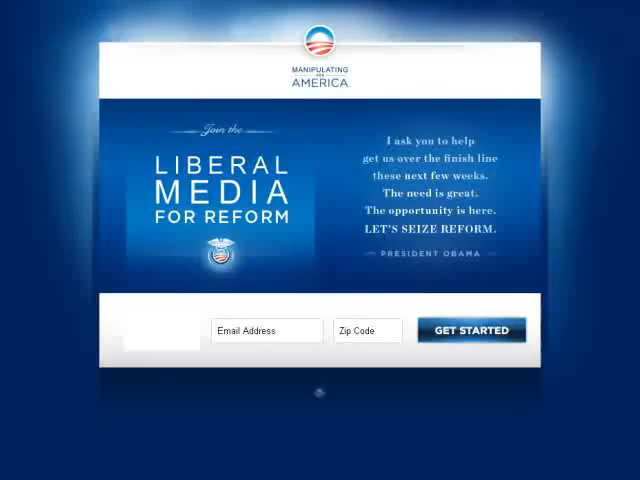 MANIPULATING
FOR
AMERICA
Join the
LIBERAL
MEDIA
FOR REFORM
I ask you to help
get us over the finish line
these next few weeks.
The need is great.
The opportunity is here.
LET'S SEIZE REFORM.
PRESIDENT OBAMA
Email Address
Zip Code
GET STARTED